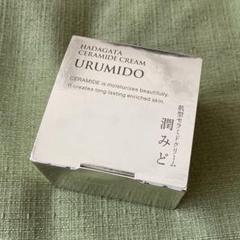 HADAGATA
CERAMIDE CREAM
URUMIDO
CERAMIDE is moisturizes beautifully.
It creates long lasting enriched skin.
肌型セラミドクリーム
潤みど